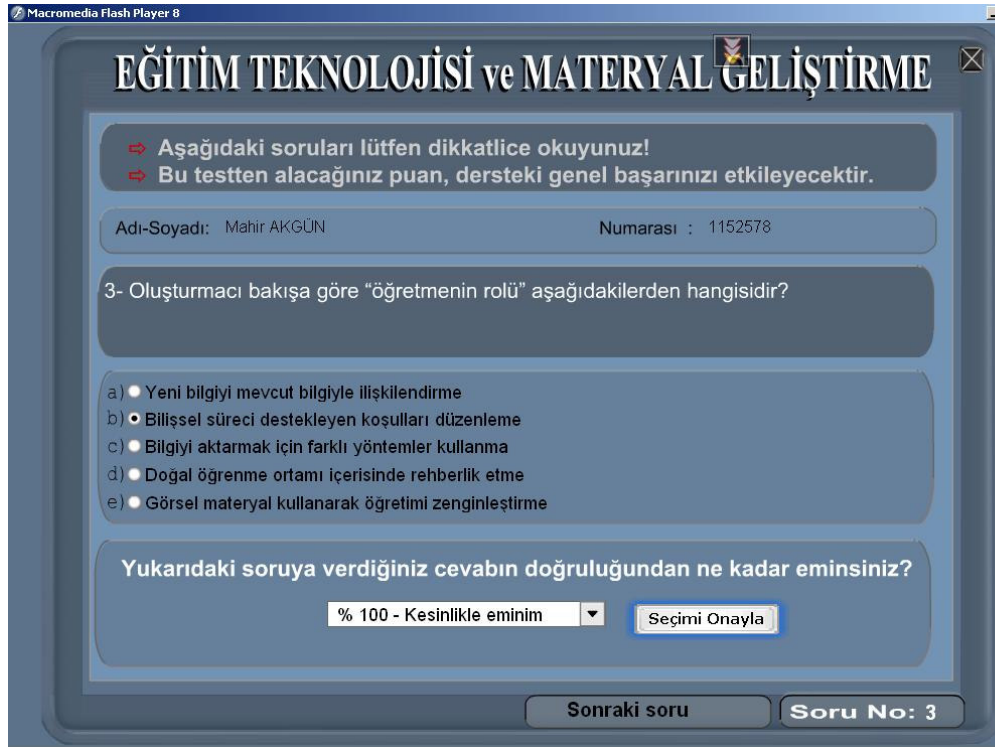 Macromedia Flash Player 8
EĞİTİM TEKNOLOJİSİ ve MATERYAL GELİŞTİRME
⇨ Aşağıdaki soruları lütfen dikkatlice okuyunuz!
⇨ Bu testten alacağınız puan, dersteki genel başarınızı etkileyecektir.
Adı-Soyadı: Mahir AKGÜN Numarası : 1152578
3- Oluşturmacı bakışa göre “öğretmenin rolü” aşağıdakilerden hangisidir?
a) Yeni bilgiyi mevcut bilgiyle ilişkilendirme
b) Bilişsel süreci destekleyen koşulları düzenleme
c) Bilgiyi aktarmak için farklı yöntemler kullanma
d) Doğal öğrenme ortamı içerisinde rehberlik etme
e) Görsel materyal kullanarak öğretimi zenginleştirme
Yukarıdaki soruya verdiğiniz cevabın doğruluğundan ne kadar eminsiniz?
% 100 - Kesinlikle eminim Seçimi Onayla
Sonraki soru Soru No: 3